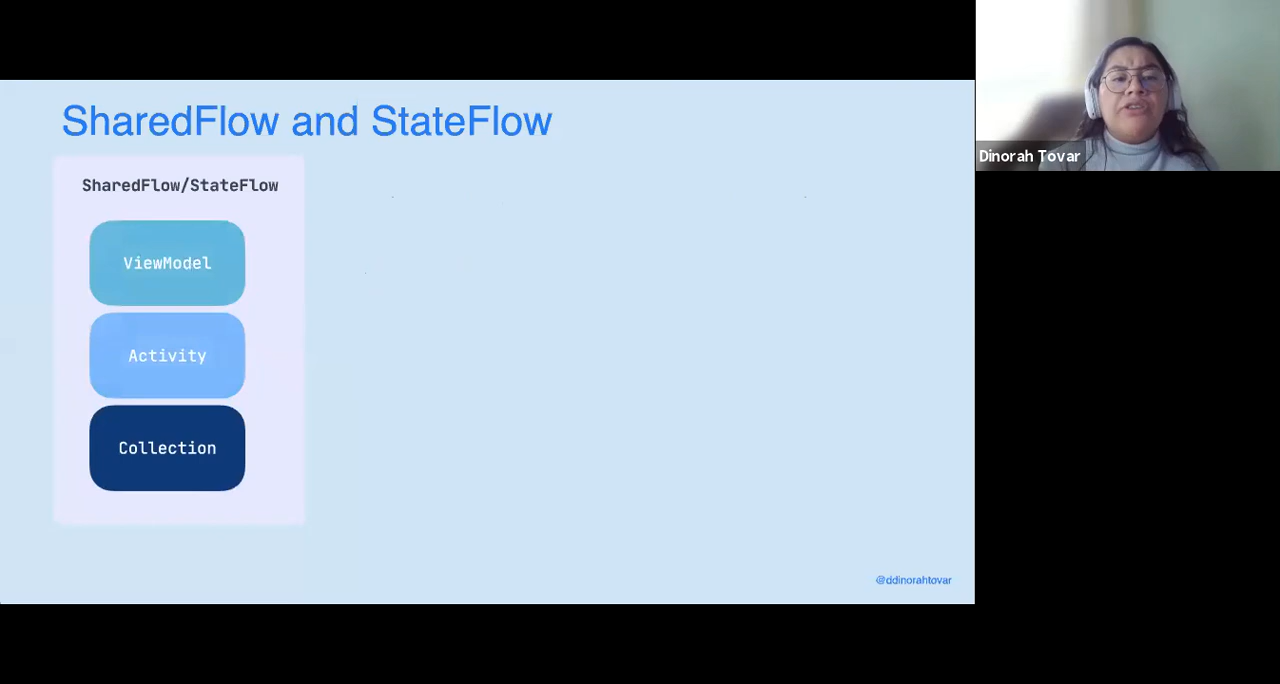 SharedFlow and StateFlow
SharedFlow/StateFlow
ViewModel
Activity
Collection
@ddinorahtovar
Dinorah Tovar